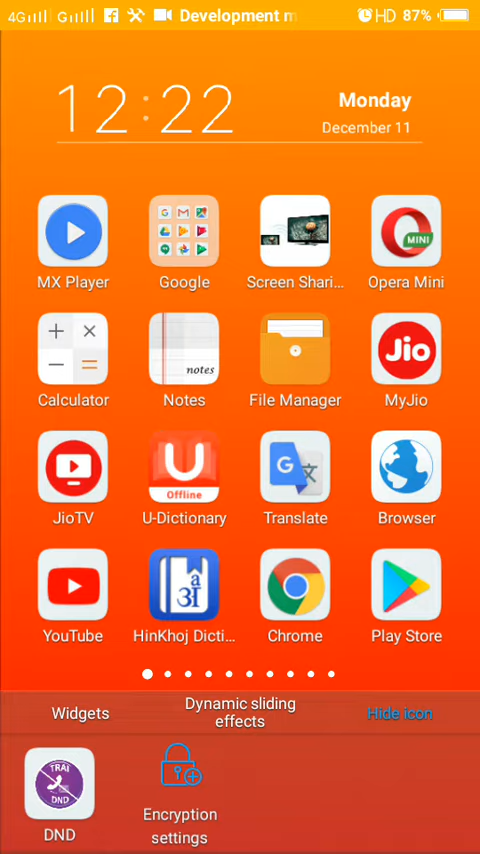 4G G Development m HD 87%
12:22
Monday
December 11
MX Player Google Screen Shari... Opera Mini
MINI
notes
Calculator Notes File Manager MyJio
Jio
U
Offline
JioTV U-Dictionary Translate Browser
YouTube HinKhoj Dicti... Chrome Play Store
Widgets Dynamic sliding effects Hide icon
TRAI
DND
DND Encryption settings